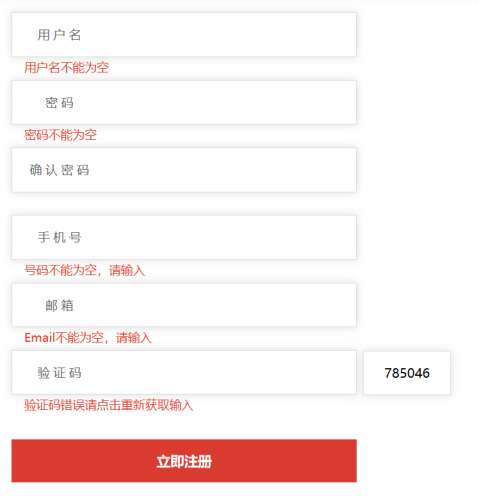 用户名
用户名不能为空
密码
密码不能为空
确认密码
手机号
号码不能为空，请输入
邮箱
Email不能为空，请输入
验证码
785046
验证码错误请点击重新获取输入
立即注册